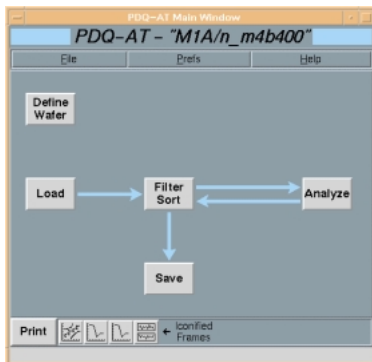 PDQ-AT Main Window
PDQ-AT - "M1A/n_m4b400"
File Prefs Help
Define
Wafer
Load
Filter
Sort
Analyze
Save
Print
Iconified
Frames